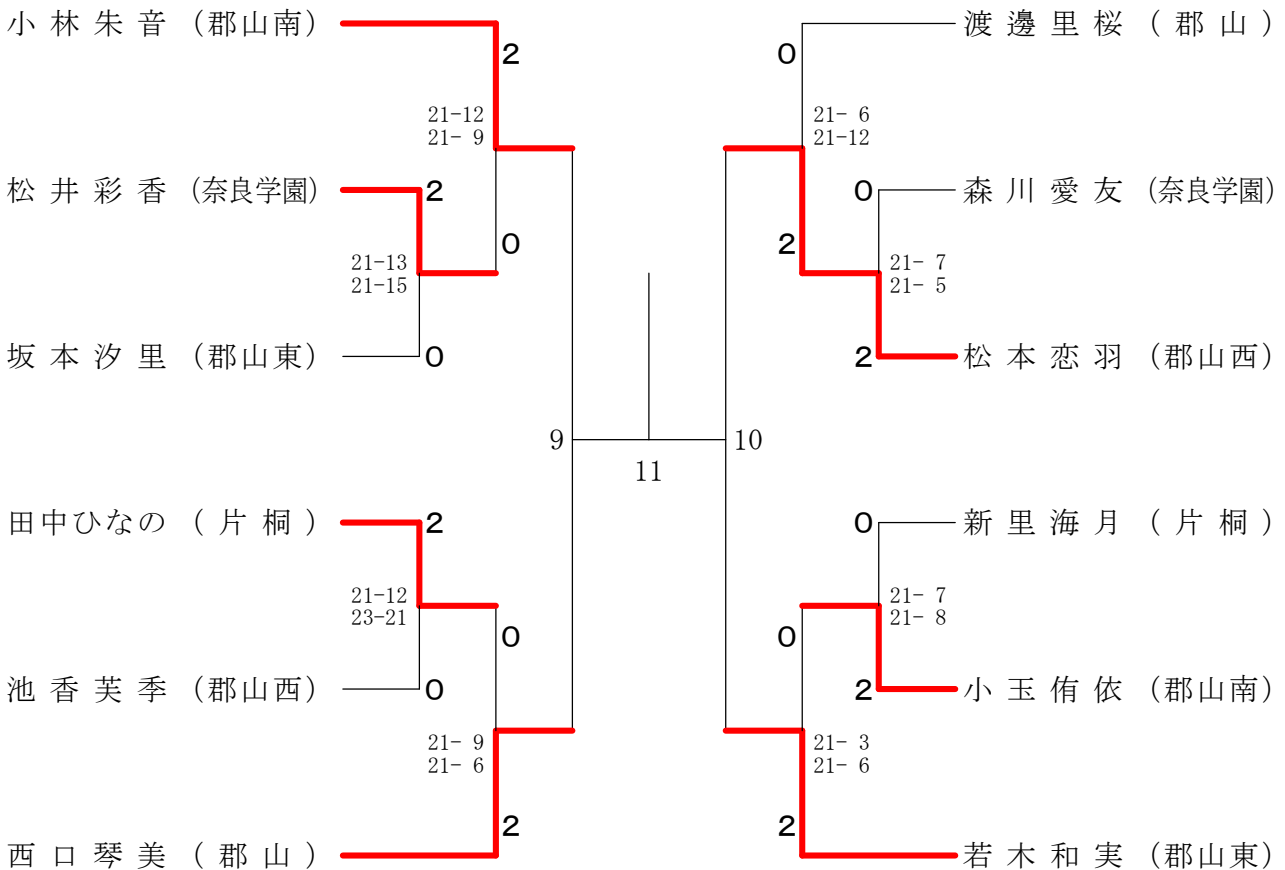 小林朱音(郡山南)
2
21-12
21- 9
松井彩香(奈良学園)
2
0
21-13
21-15
坂本汐里(郡山東)
0
田中ひなの(片桐)
2
21-12
23-21
0
池香芙季(郡山西)
0
21- 9
21- 6
西口琴美(郡山)
2
9
11
10
渡邊里桜(郡山)
0
21- 6
21-12
森川愛友(奈良学園)
0
2
21- 7
21- 5
松本恋羽(郡山西)
2
新里海月(片桐)
0
21- 7
21- 8
0
小玉侑依(郡山南)
2
21- 3
21- 6
若木和実(郡山東)
2